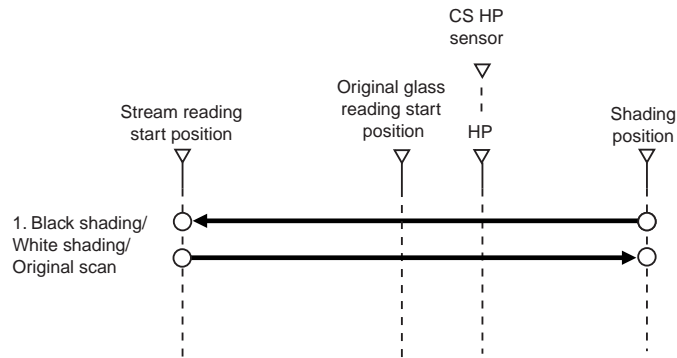 CS HP
sensor
Original glass
reading start
position
Stream reading
start position
HP
Shading
position
1. Black shading/
White shading/
Original scan